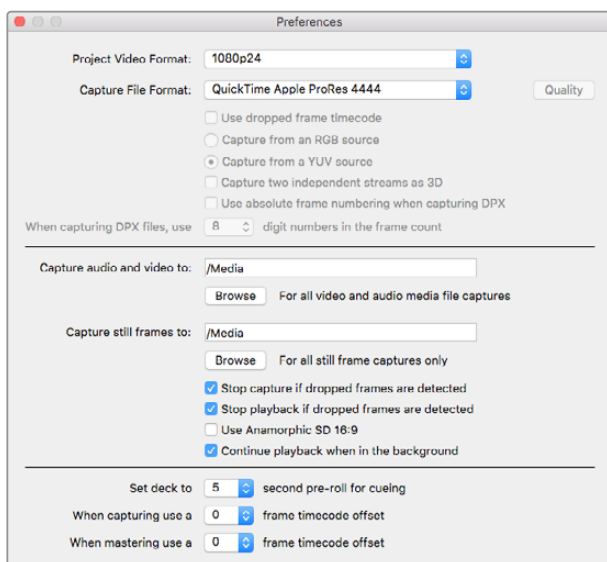 Preferences
Project Video Format: 1080p24
Capture File Format: QuickTime Apple ProRes 4444 Quality
Use dropped frame timecode
Capture from an RGB source
Capture from a YUV source
Capture two independent streams as 3D
Use absolute frame numbering when capturing DPX
When capturing DPX files, use 8 digit numbers in the frame count
Capture audio and video to: /Media
Browse For all video and audio media file captures
Capture still frames to: /Media
Browse For all still frame captures only
Stop capture if dropped frames are detected
Stop playback if dropped frames are detected
Use Anamorphic SD 16:9
Continue playback when in the background
Set deck to 5 second pre-roll for cueing
When capturing use a 0 frame timecode offset
When mastering use a 0 frame timecode offset